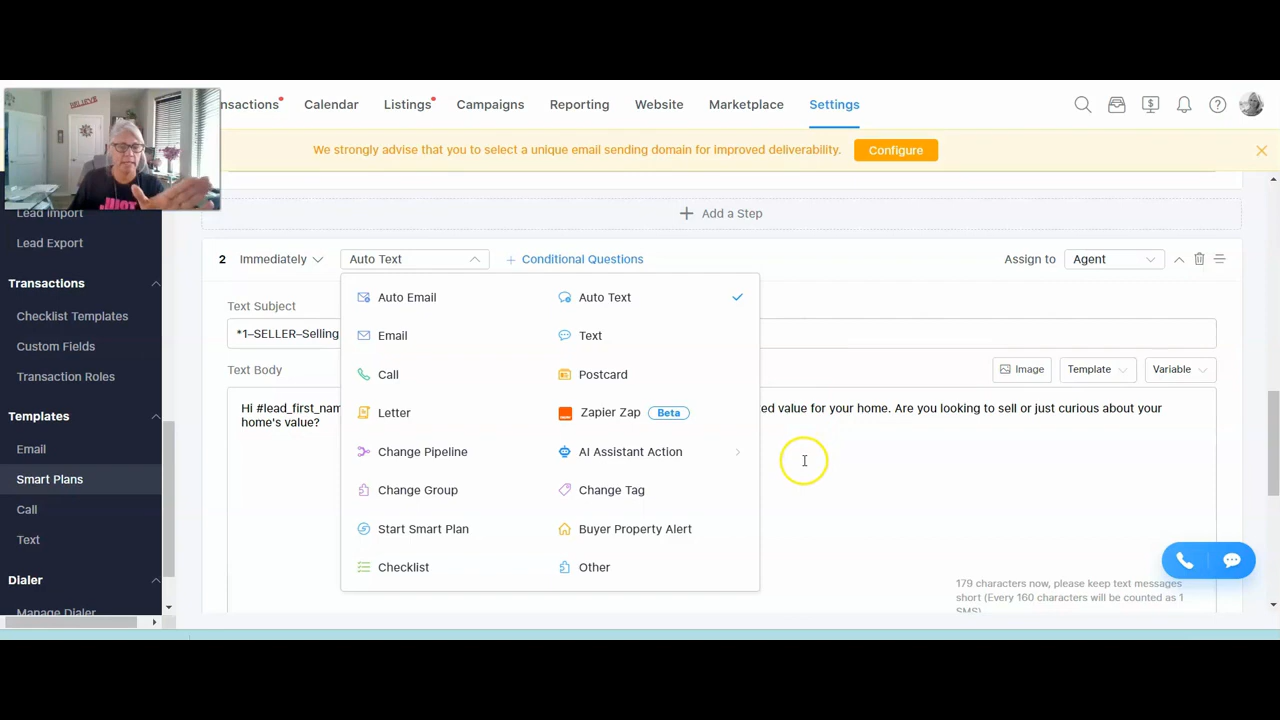 BELIEVE
nsactions
Calendar
Listings
Campaigns
Reporting
Website
Marketplace
Settings
We strongly advise that you to select a unique email sending domain for improved deliverability.
Configure
Lead Import
Lead Export
Transactions
Checklist Templates
Custom Fields
Transaction Roles
Templates
Email
Smart Plans
Call
Text
Dialer
Manage Dialer
Add a Step
2 Immediately
Auto Text
+ Conditional Questions
Assign to
Agent
Text Subject
*1–SELLER–Selling
Text Body
Image
Template
Variable
Hi #lead_first_nam
ed value for your home. Are you looking to sell or just curious about your
home's value?
Auto Email
Auto Text
Email
Text
Call
Postcard
Letter
Zapier Zap Beta
Change Pipeline
AI Assistant Action
Change Group
Change Tag
Start Smart Plan
Buyer Property Alert
Checklist
Other
179 characters now, please keep text messages
short (Every 160 characters will be counted as 1
SMS)